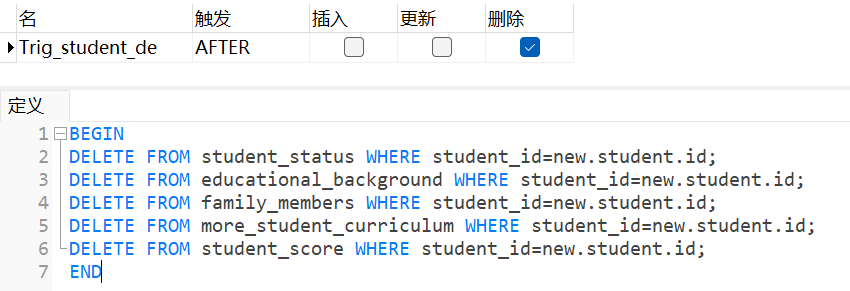 名 触发 插入 更新 删除
Trig_student_de AFTER
定义
1 BEGIN
2 DELETE FROM student_status WHERE student_id=new.student.id;
3 DELETE FROM educational_background WHERE student_id=new.student.id;
4 DELETE FROM family_members WHERE student_id=new.student.id;
5 DELETE FROM more_student_curriculum WHERE student_id=new.student.id;
6 DELETE FROM student_score WHERE student_id=new.student.id;
7 END